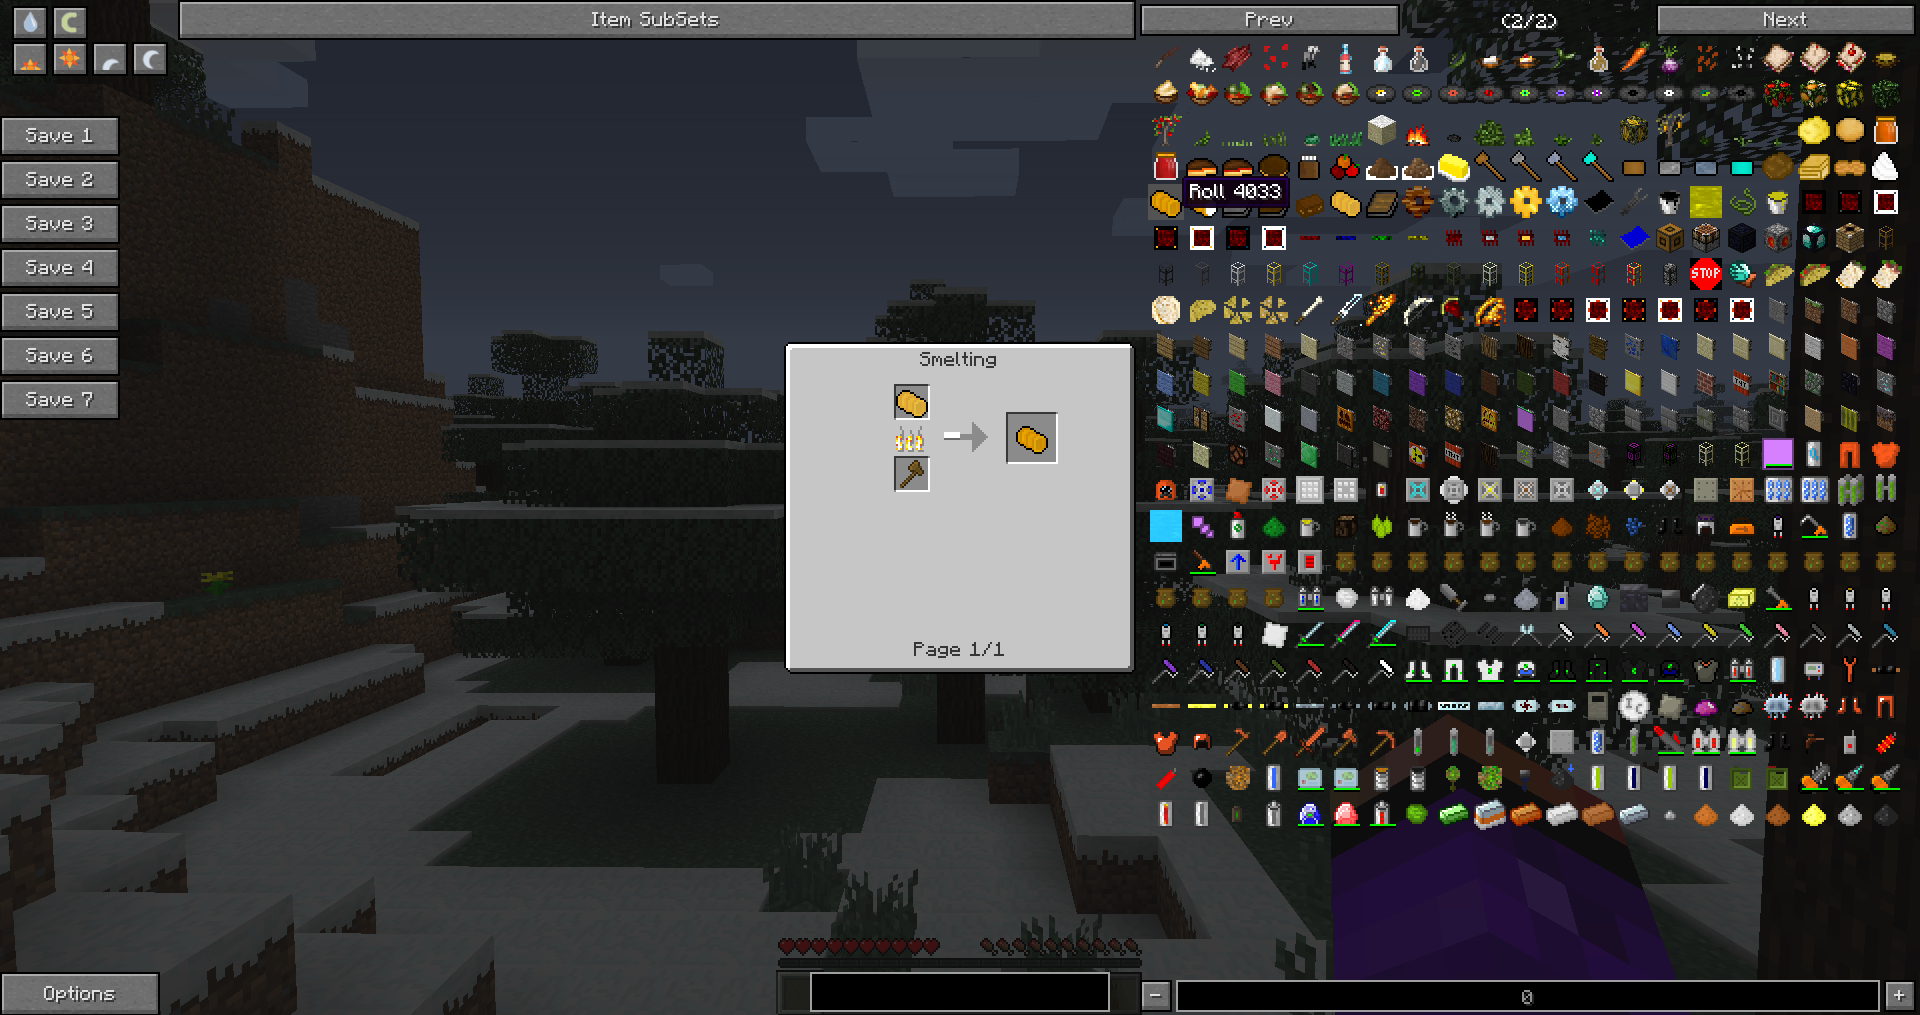 Item SubSets
Prev
(2/2)
Next
Save 1
Save 2
Save 3
Save 4
Save 5
Save 6
Save 7
Roll 4033
STOP
Smelting
Page 1/1
Options
-
0
+